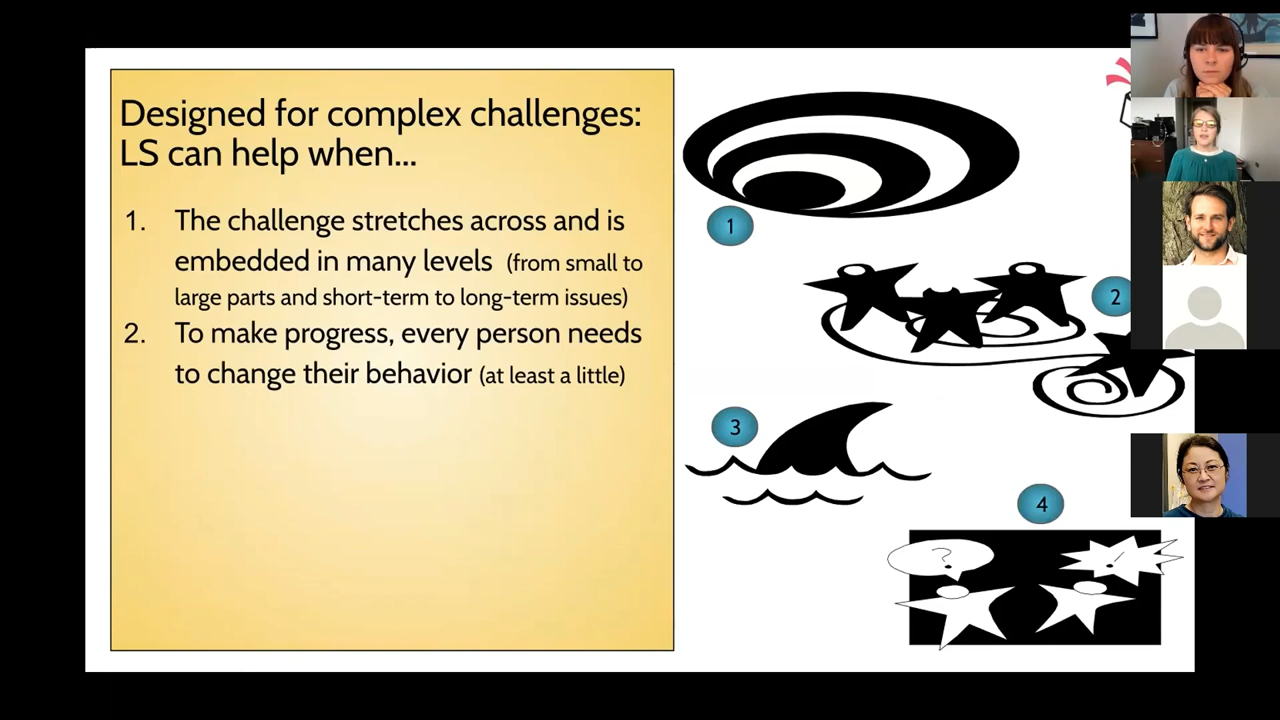 Designed for complex challenges:
LS can help when...
1. The challenge stretches across and is
embedded in many levels (from small to
large parts and short-term to long-term issues)
2. To make progress, every person needs
to change their behavior (at least a little)
1
2
3
4
?
!